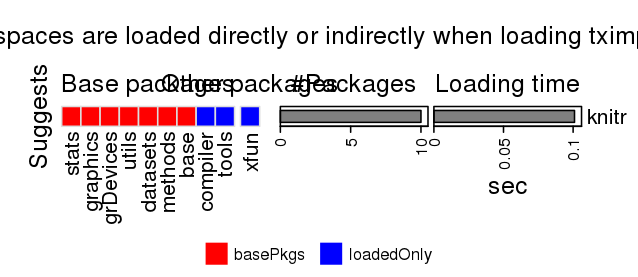 spaces are loaded directly or indirectly when loading tximp
Base packages
Other packages
#Packages
Loading time
Suggests
knitr
stats
graphics
grDevices
utils
datasets
methods
base
compiler
tools
xfun
0
5
10
0
0.05
0.1
sec
basePkgs
loadedOnly